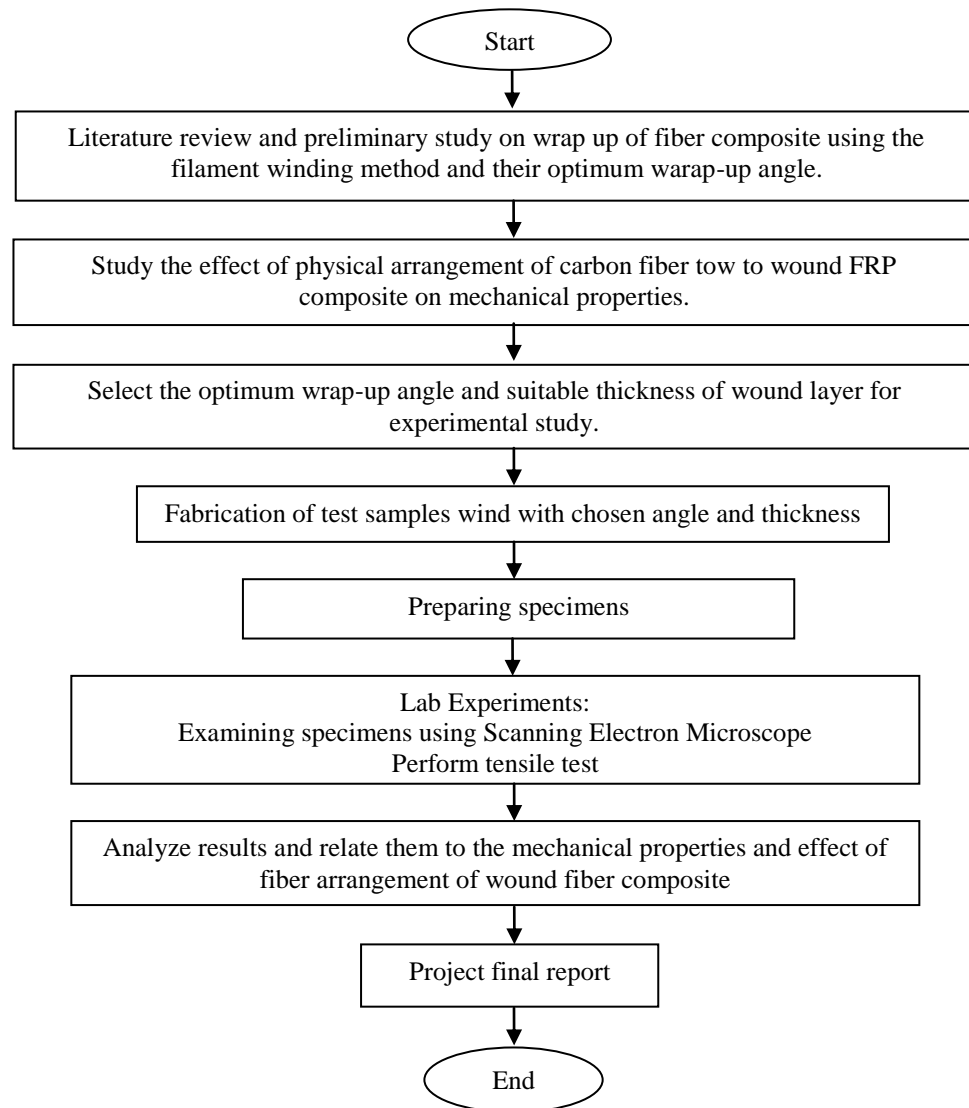 Start
Literature review and preliminary study on wrap up of fiber composite using the
filament winding method and their optimum warap-up angle.
Study the effect of physical arrangement of carbon fiber tow to wound FRP
composite on mechanical properties.
Select the optimum wrap-up angle and suitable thickness of wound layer for
experimental study.
Fabrication of test samples wind with chosen angle and thickness
Preparing specimens
Lab Experiments:
Examining specimens using Scanning Electron Microscope
Perform tensile test
Analyze results and relate them to the mechanical properties and effect of
fiber arrangement of wound fiber composite
Project final report
End